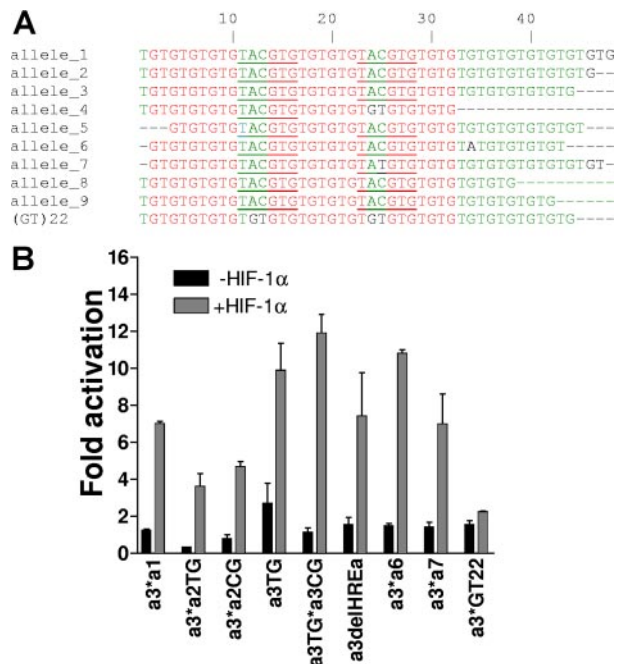 A
10 20 30 40
allele_1 TGTGTGTGTGTACGTGTGTGTGTACGTGTGTGTGTGTGTGTGTGTGTG
allele_2 TGTGTGTGTGTACGTGTGTGTGTACGTGTGTGTGTGTGTGTGTGTG--
allele_3 TGTGTGTGTGTACGTGTGTGTGTACGTGTGTGTGTGTGTGTGTG----
allele_4 TGTGTGTGTGTACGTGTGTGTGTGTGTGTGTG----------------
allele_5 ---GTGTGTGTACGTGTGTGTGTACGTGTGTGTGTGTGTGTGTGT---
allele_6 -GTGTGTGTGTACGTGTGTGTGTACGTGTGTGTATGTGTGTGT-----
allele_7 -GTGTGTGTGTACGTGTGTGTGTATGTGTGTGTGTGTGTGTGTGTGT-
allele_8 TGTGTGTGTGTACGTGTGTGTGTACGTGTGTGTGTGTG----------
allele_9 TGTGTGTGTGTACGTGTGTGTGTACGTGTGTGTGTGTGTGTG------
(GT)22 TGTGTGTGTGTGTGTGTGTGTGTGTGTGTGTGTGTGTGTGTGTG----
B
-HIF-1α
+HIF-1α
Fold activation
16
14
12
10
8
6
4
2
0
a3*a1 a3*a2TG a3*a2CG a3TG a3TG*a3CG a3delHREa a3*a6 a3*a7 a3*GT22